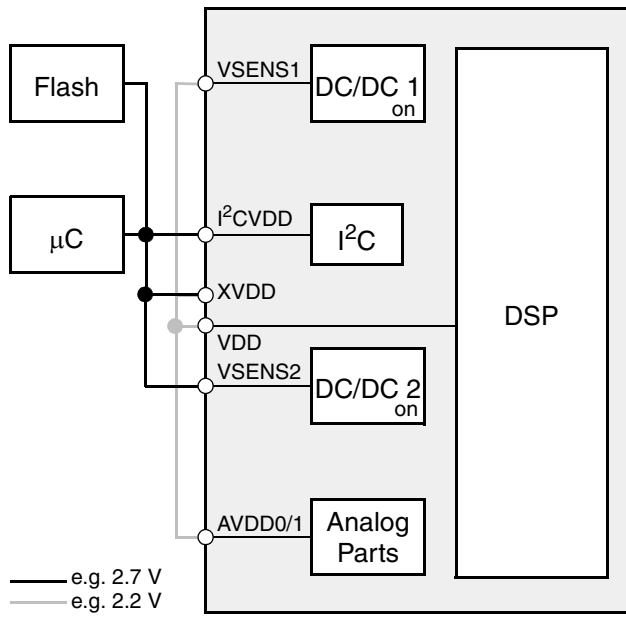 VSENS1
Flash
DC/DC 1
on
I²CVDD
μC
I²C
XVDD
DSP
VDD
VSENS2
DC/DC 2
on
AVDD0/1
Analog
Parts
e.g. 2.7 V
e.g. 2.2 V